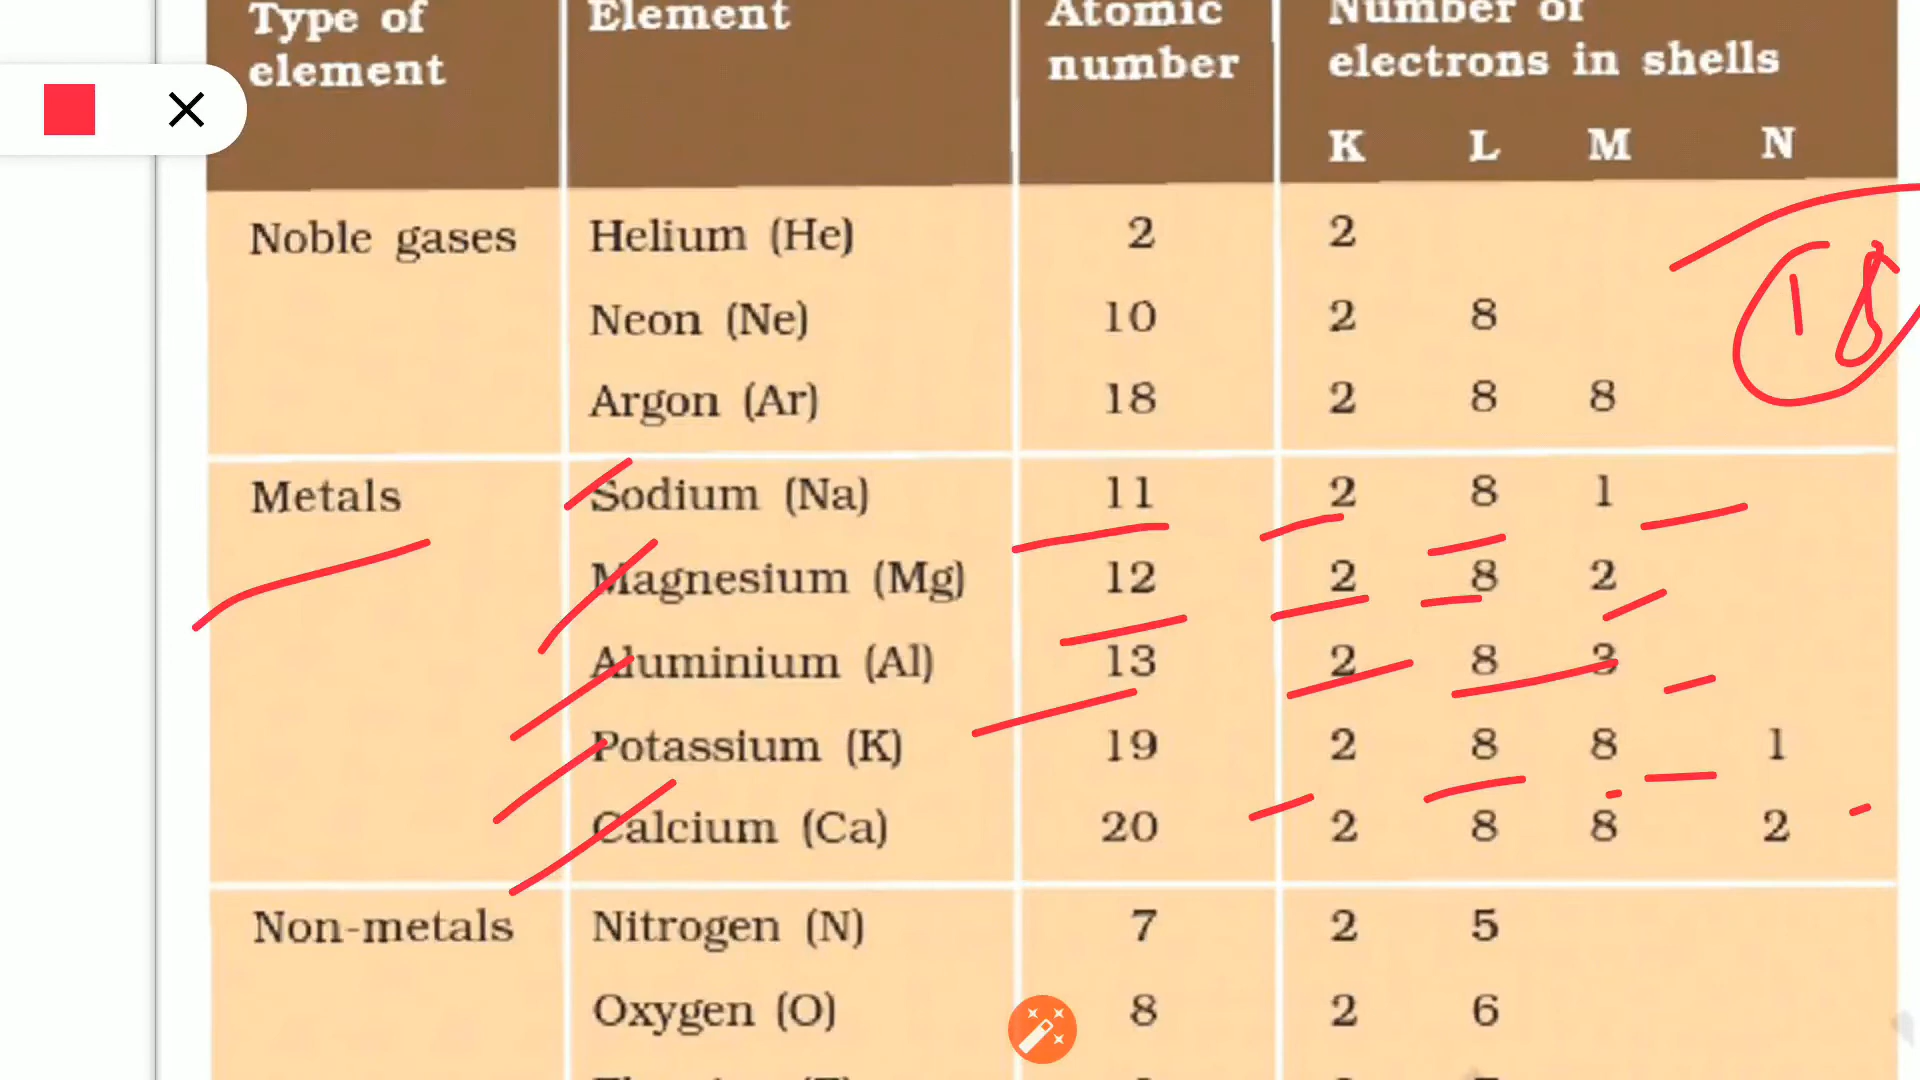 Type of element Element Atomic number Number of electrons in shells
K L M N
Noble gases Helium (He) 2 2
Neon (Ne) 10 2 8
Argon (Ar) 18 2 8 8
18
Metals Sodium (Na) 11 2 8 1
Magnesium (Mg) 12 2 8 2
Aluminium (Al) 13 2 8 3
Potassium (K) 19 2 8 8 1
Calcium (Ca) 20 2 8 8 2
Non-metals Nitrogen (N) 7 2 5
Oxygen (O) 8 2 6